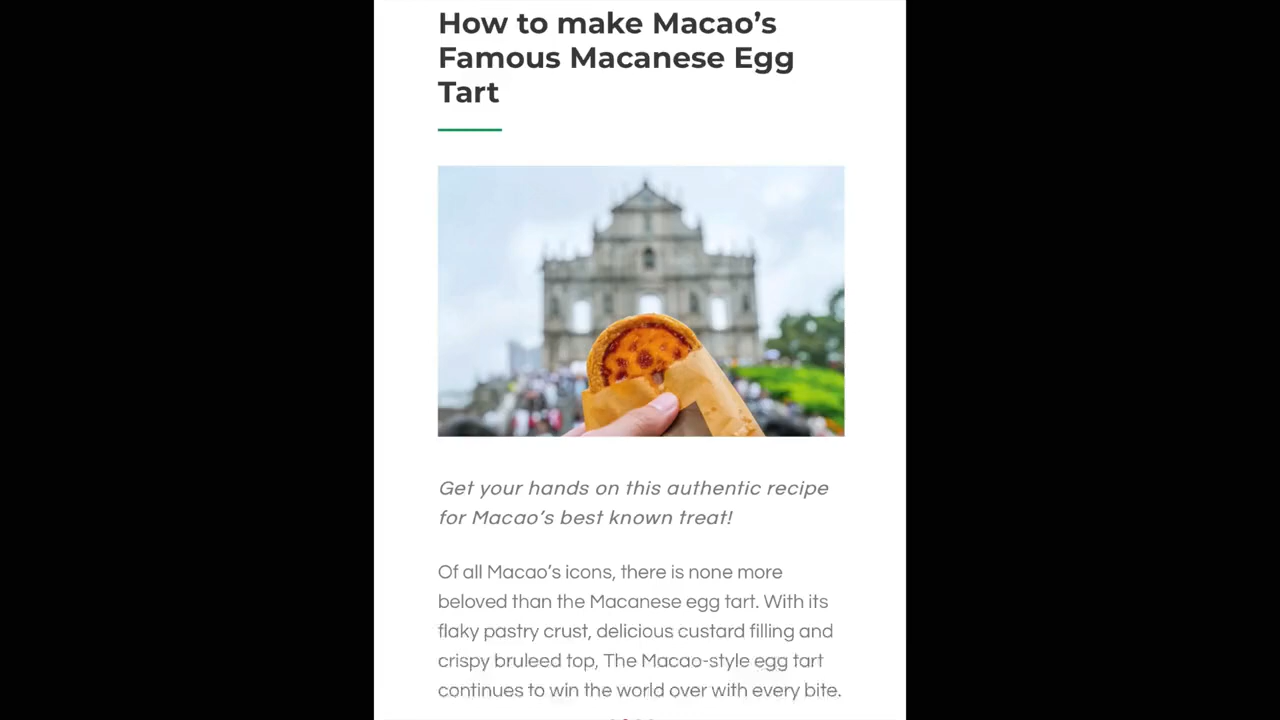 How to make Macao’s
Famous Macanese Egg
Tart
Get your hands on this authentic recipe
for Macao’s best known treat!
Of all Macao’s icons, there is none more
beloved than the Macanese egg tart. With its
flaky pastry crust, delicious custard filling and
crispy bruleed top, The Macao-style egg tart
continues to win the world over with every bite.